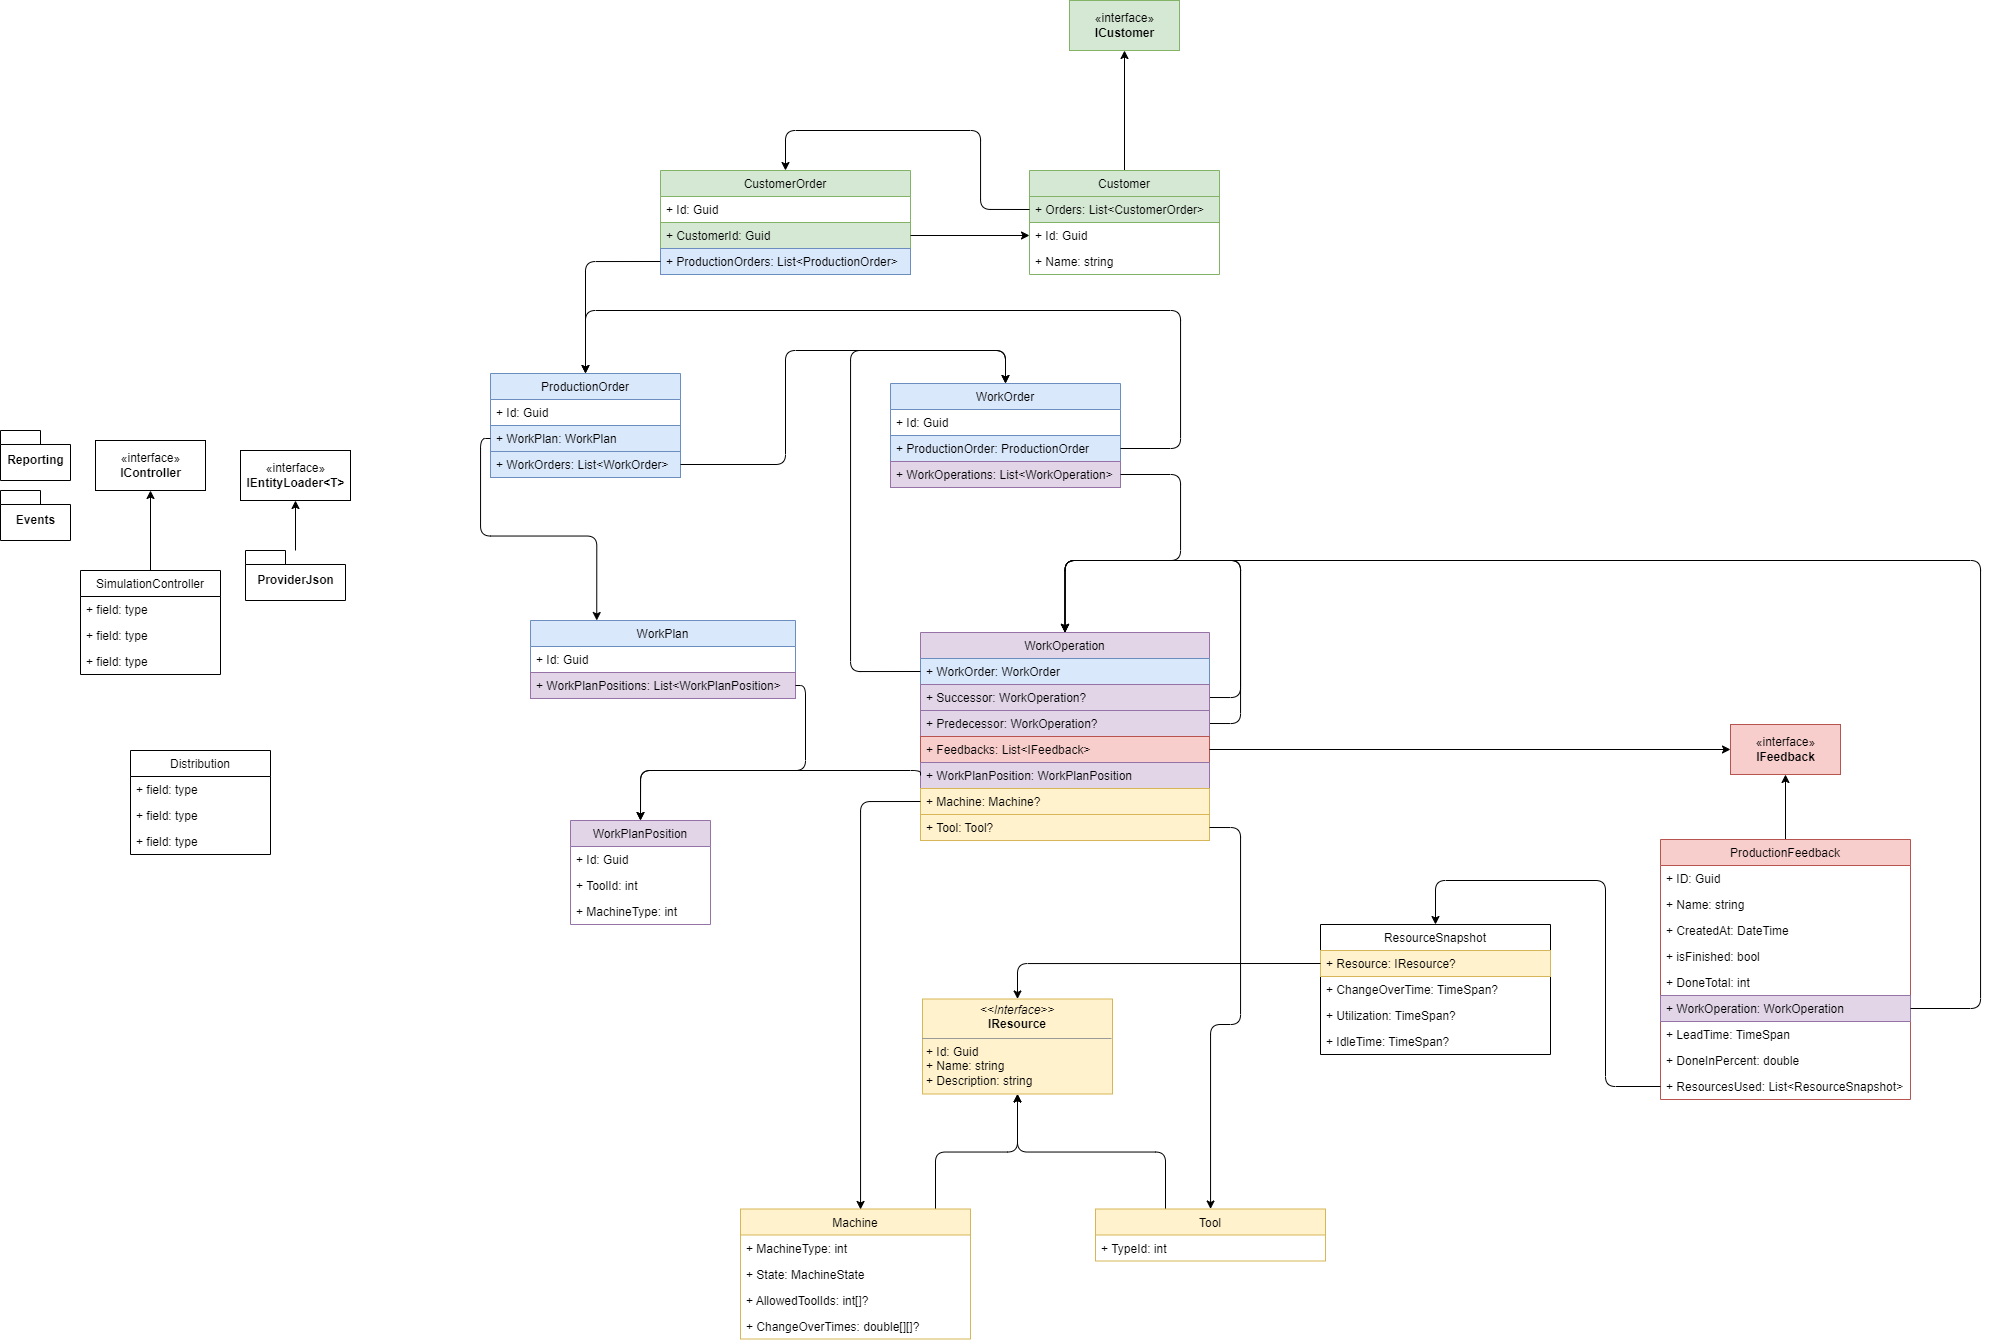 «interface»
ICustomer
CustomerOrder
+ Id: Guid
+ CustomerId: Guid
+ ProductionOrders: List<ProductionOrder>
Customer
+ Orders: List<CustomerOrder>
+ Id: Guid
+ Name: string
ProductionOrder
+ Id: Guid
+ WorkPlan: WorkPlan
+ WorkOrders: List<WorkOrder>
WorkOrder
+ Id: Guid
+ ProductionOrder: ProductionOrder
+ WorkOperations: List<WorkOperation>
Reporting
Events
«interface»
IController
«interface»
IEntityLoader<T>
SimulationController
+ field: type
+ field: type
+ field: type
ProviderJson
WorkPlan
+ Id: Guid
+ WorkPlanPositions: List<WorkPlanPosition>
WorkOperation
+ WorkOrder: WorkOrder
+ Successor: WorkOperation?
+ Predecessor: WorkOperation?
+ Feedbacks: List<IFeedback>
+ WorkPlanPosition: WorkPlanPosition
+ Machine: Machine?
+ Tool: Tool?
«interface»
IFeedback
Distribution
+ field: type
+ field: type
+ field: type
WorkPlanPosition
+ Id: Guid
+ ToolId: int
+ MachineType: int
ProductionFeedback
+ ID: Guid
+ Name: string
+ CreatedAt: DateTime
+ isFinished: bool
+ DoneTotal: int
+ WorkOperation: WorkOperation
+ LeadTime: TimeSpan
+ DoneInPercent: double
+ ResourcesUsed: List<ResourceSnapshot>
ResourceSnapshot
+ Resource: IResource?
+ ChangeOverTime: TimeSpan?
+ Utilization: TimeSpan?
+ IdleTime: TimeSpan?
<<Interface>>
IResource
+ Id: Guid
+ Name: string
+ Description: string
Machine
+ MachineType: int
+ State: MachineState
+ AllowedToolIds: int[]?
+ ChangeOverTimes: double[][]?
Tool
+ TypeId: int